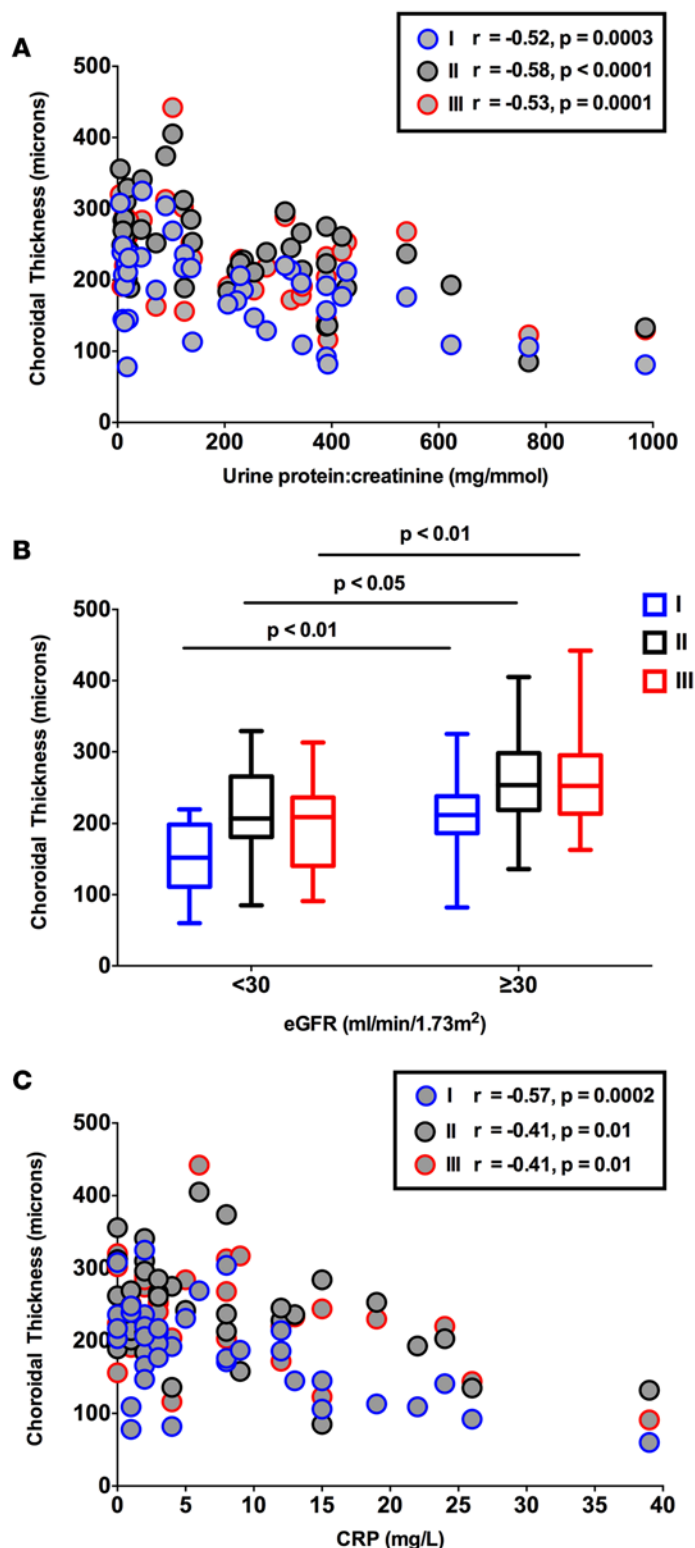 A
I r = -0.52, p = 0.0003
II r = -0.58, p < 0.0001
III r = -0.53, p = 0.0001
Choroidal Thickness (microns)
500
400
300
200
100
0
0 200 400 600 800 1000
Urine protein:creatinine (mg/mmol)
B
p < 0.01
p < 0.05
p < 0.01
I
II
III
Choroidal Thickness (microns)
500
400
300
200
100
0
<30 ≥30
eGFR (ml/min/1.73m²)
C
I r = -0.57, p = 0.0002
II r = -0.41, p = 0.01
III r = -0.41, p = 0.01
Choroidal Thickness (microns)
500
400
300
200
100
0
0 5 10 15 20 25 30 35 40
CRP (mg/L)